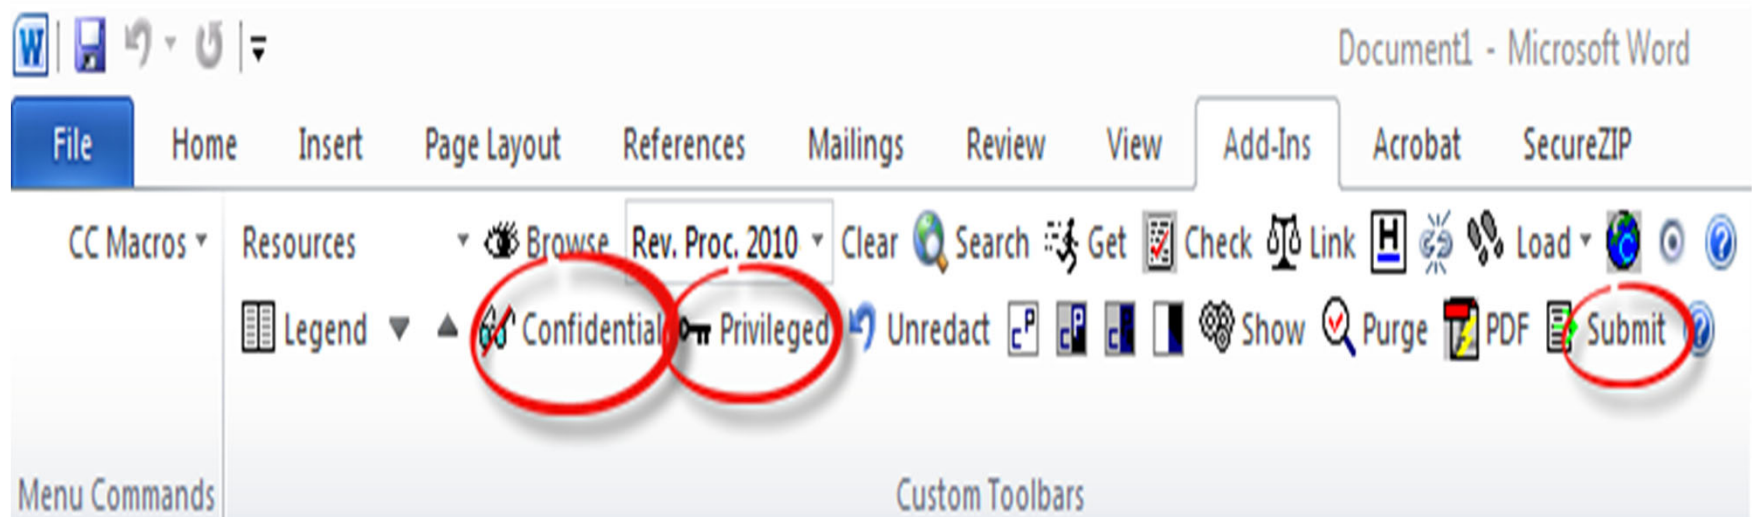 Document1 - Microsoft Word
File Home Insert Page Layout References Mailings Review View Add-Ins Acrobat SecureZIP
CC Macros Resources Browse Rev. Proc. 2010 Clear Search Get Check Link H Load
Legend Confidential Privileged Unredact Show Purge PDF Submit
Menu Commands Custom Toolbars